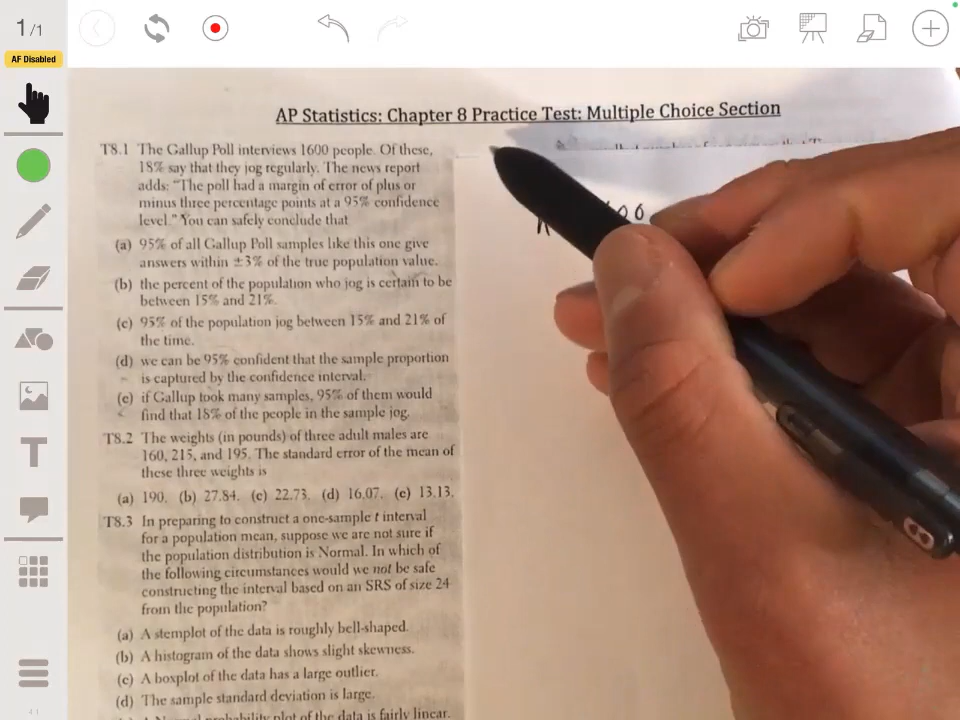 1/1
AF Disabled
AP Statistics: Chapter 8 Practice Test: Multiple Choice Section
T8.1 The Gallup Poll interviews 1600 people. Of these,
18% say that they jog regularly. The news report
adds: "The poll had a margin of error of plus or
minus three percentage points at a 95% confidence
level." You can safely conclude that
(a) 95% of all Gallup Poll samples like this one give
answers within ±3% of the true population value.
(b) the percent of the population who jog is certain to be
between 15% and 21%.
(c) 95% of the population jog between 15% and 21% of
the time.
(d) we can be 95% confident that the sample proportion
is captured by the confidence interval.
(e) if Gallup took many samples, 95% of them would
find that 18% of the people in the sample jog.
T8.2 The weights (in pounds) of three adult males are
160, 215, and 195. The standard error of the mean of
these three weights is
(a) 190. (b) 27.84. (c) 22.73. (d) 16.07. (e) 13.13.
T8.3 In preparing to construct a one-sample t interval
for a population mean, suppose we are not sure if
the population distribution is Normal. In which of
the following circumstances would we not be safe
constructing the interval based on an SRS of size 24
from the population?
(a) A stemplot of the data is roughly bell-shaped.
(b) A histogram of the data shows slight skewness.
(c) A boxplot of the data has a large outlier.
(d) The sample standard deviation is large.
A Normal probability plot of the data is fairly linear.
T